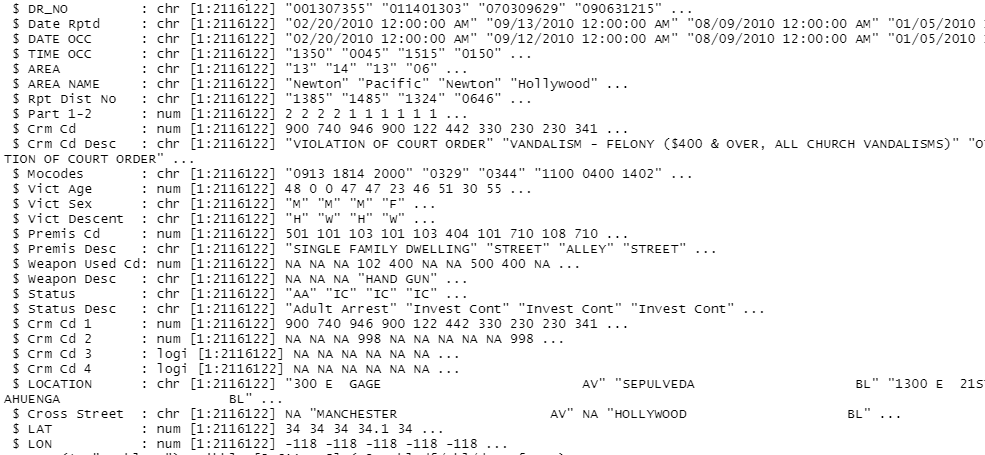 $ DR_NO         : chr [1:2116122] "001307355" "011401303" "070309629" "090631215" ...
$ Date Rptd     : chr [1:2116122] "02/20/2010 12:00:00 AM" "09/13/2010 12:00:00 AM" "08/09/2010 12:00:00 AM" "01/05/2010
$ DATE OCC      : chr [1:2116122] "02/20/2010 12:00:00 AM" "09/12/2010 12:00:00 AM" "08/09/2010 12:00:00 AM" "01/05/2010
$ TIME OCC      : chr [1:2116122] "1350" "0045" "1515" "0150" ...
$ AREA          : chr [1:2116122] "13" "14" "13" "06" ...
$ AREA NAME     : chr [1:2116122] "Newton" "Pacific" "Newton" "Hollywood" ...
$ Rpt Dist No   : chr [1:2116122] "1385" "1485" "1324" "0646" ...
$ Part 1-2      : num [1:2116122] 2 2 2 2 1 1 1 1 1 1 ...
$ Crm Cd        : num [1:2116122] 900 740 946 900 122 442 330 230 230 341 ...
$ Crm Cd Desc   : chr [1:2116122] "VIOLATION OF COURT ORDER" "VANDALISM - FELONY ($400 & OVER, ALL CHURCH VANDALISMS)" "O
TION OF COURT ORDER" ...
$ Mocodes       : chr [1:2116122] "0913 1814 2000" "0329" "0344" "1100 0400 1402" ...
$ Vict Age      : num [1:2116122] 48 0 0 47 47 23 46 51 30 55 ...
$ Vict Sex      : chr [1:2116122] "M" "M" "M" "F" ...
$ Vict Descent  : chr [1:2116122] "H" "W" "H" "W" ...
$ Premis Cd     : num [1:2116122] 501 101 103 101 103 404 101 710 108 710 ...
$ Premis Desc   : chr [1:2116122] "SINGLE FAMILY DWELLING" "STREET" "ALLEY" "STREET" ...
$ Weapon Used Cd: num [1:2116122] NA NA NA 102 400 NA NA 500 400 NA ...
$ Weapon Desc   : chr [1:2116122] NA NA NA "HAND GUN" ...
$ Status        : chr [1:2116122] "AA" "IC" "IC" "IC" ...
$ Status Desc   : chr [1:2116122] "Adult Arrest" "Invest Cont" "Invest Cont" "Invest Cont" ...
$ Crm Cd 1      : num [1:2116122] 900 740 946 900 122 442 330 230 230 341 ...
$ Crm Cd 2      : num [1:2116122] NA NA NA 998 NA NA NA NA NA 998 ...
$ Crm Cd 3      : logi [1:2116122] NA NA NA NA NA NA ...
$ Crm Cd 4      : logi [1:2116122] NA NA NA NA NA NA ...
$ LOCATION      : chr [1:2116122] "300 E  GAGE                         AV" "SEPULVEDA                    BL" "1300 E  21S
AHUENGA                      BL" ...
$ Cross Street  : chr [1:2116122] NA "MANCHESTER                   AV" NA "HOLLYWOOD                    BL" ...
$ LAT           : num [1:2116122] 34 34 34 34.1 34 ...
$ LON           : num [1:2116122] -118 -118 -118 -118 -118 ...